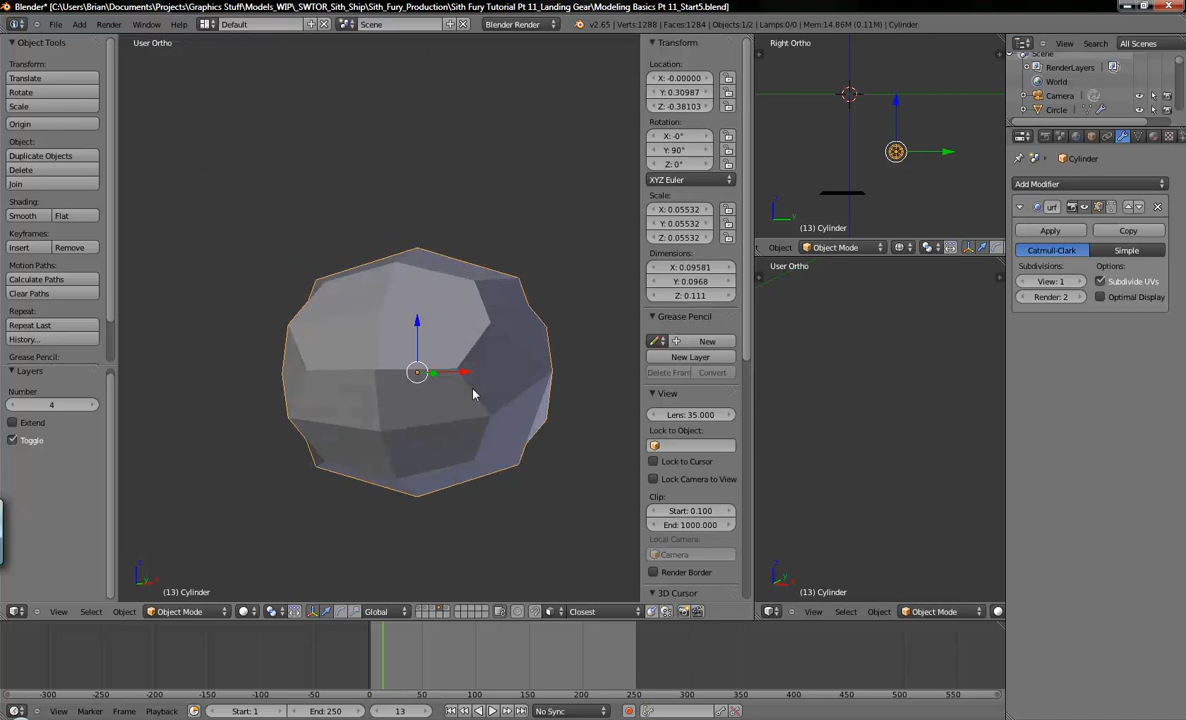 Blender* [C:\Users\Brian\Documents\Projects\Graphics Stuff\Models_WIP\_SWTOR_Sith_Ship\Sith Fury_Production\Sith Fury Tutorial Pt 11_Landing Gear\Modeling Basics Pt 11_Start5.blend]
File Add Render Window Help Default Scene Blender Render v2.65 | Verts:1288 | Faces:1284 | Objects:1/2 | Lamps:0/0 | Mem:14.86M (0.11M) | Cylinder
Object Tools
Transform:
Translate
Rotate
Scale
Origin
Object:
Duplicate Objects
Delete
Join
Shading:
Smooth Flat
Keyframes:
Insert Remove
Motion Paths:
Calculate Paths
Clear Paths
Repeat:
Repeat Last
History...
Grease Pencil:
Layers
Number
4
Extend
Toggle
User Ortho
(13) Cylinder
Transform
Location:
X: -0.00000
Y: 0.30987
Z: -0.38103
Rotation:
X: -0°
Y: 90°
Z: 0°
XYZ Euler
Scale:
X: 0.05532
Y: 0.05532
Z: 0.05532
Dimensions:
X: 0.09581
Y: 0.0968
Z: 0.111
Grease Pencil
New
New Layer
Delete Fram Convert
View
Lens: 35.000
Lock to Object:
Lock to Cursor
Lock Camera to View
Clip:
Start: 0.100
End: 1000.000
Local Camera:
Camera
Render Border
3D Cursor
View Select Object Object Mode Global Closest
Right Ortho
(13) Cylinder
Object Object Mode
User Ortho
(13) Cylinder
View Select Object Object Mode
View Search All Scenes
Scene
RenderLayers
World
Camera
Circle
Cylinder
Add Modifier
urf
Apply Copy
Catmull-Clark Simple
Subdivisions: Options:
View: 1 Subdivide UVs
Render: 2 Optimal Display
-300 -250 -200 -150 -100 -50 0 50 100 150 200 250 300 350 400 450 500 550
View Marker Frame Playback Start: 1 End: 250 13 No Sync